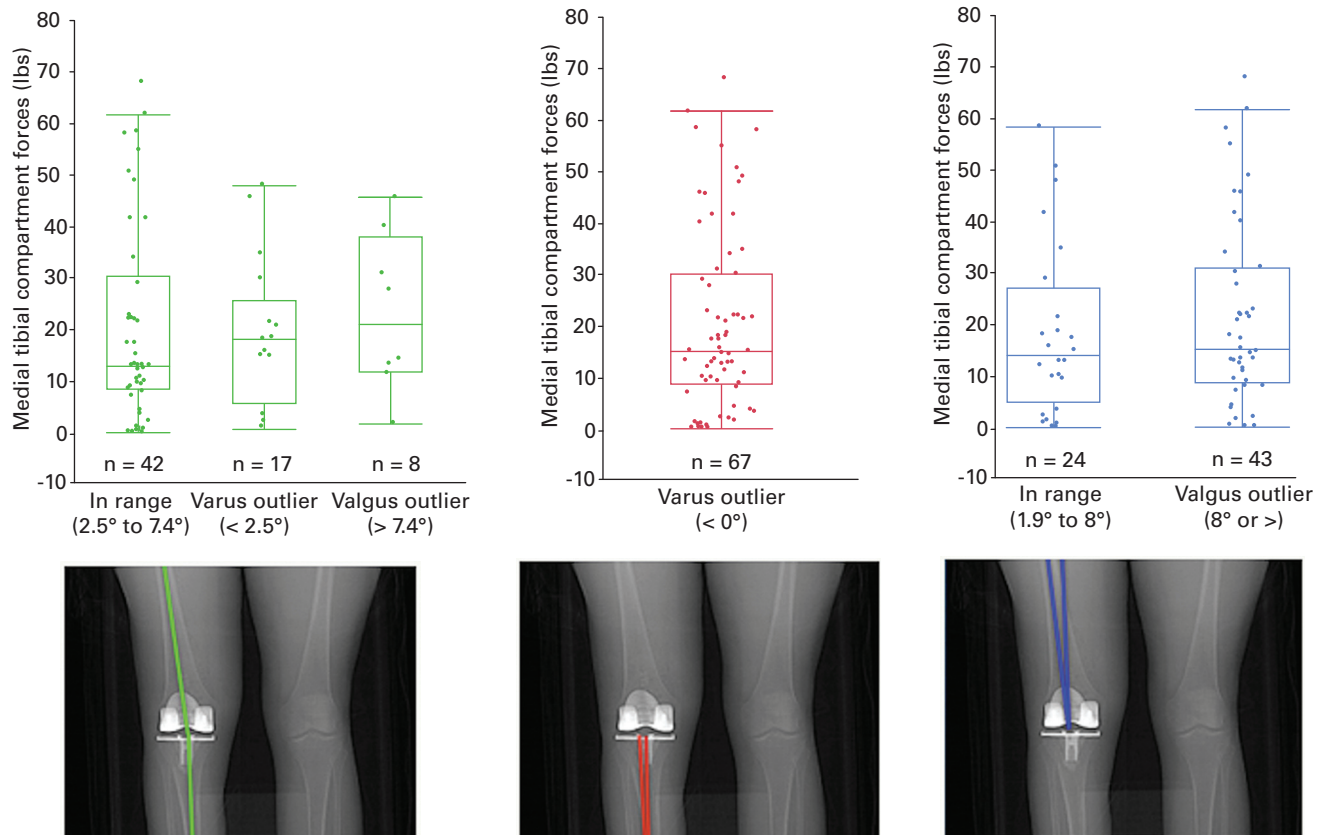 Medial tibial compartment forces (lbs)
80
70
60
50
40
30
20
10
0
-10
n = 42
n = 17
n = 8
In range
(2.5° to 7.4°)
Varus outlier
(< 2.5°)
Valgus outlier
(> 7.4°)
Medial tibial compartment forces (lbs)
80
70
60
50
40
30
20
10
0
-10
n = 67
Varus outlier
(< 0°)
Medial tibial compartment forces (lbs)
80
70
60
50
40
30
20
10
0
-10
n = 24
n = 43
In range
(1.9° to 8°)
Valgus outlier
(8° or >)